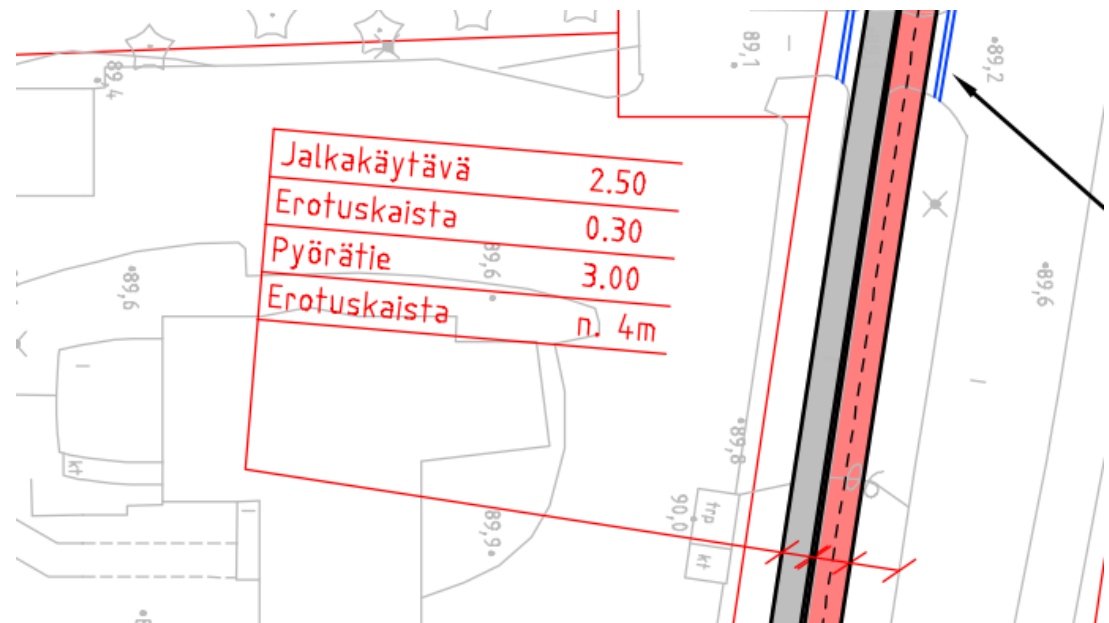 89,1
89,2
89,4
Jalkakäytävä 2.50
Erotuskaista 0.30
Pyörätie 3.00
Erotuskaista n. 4m
89,6
89,6
89,6
89,8
kt
90,0
frp
kt
89,9